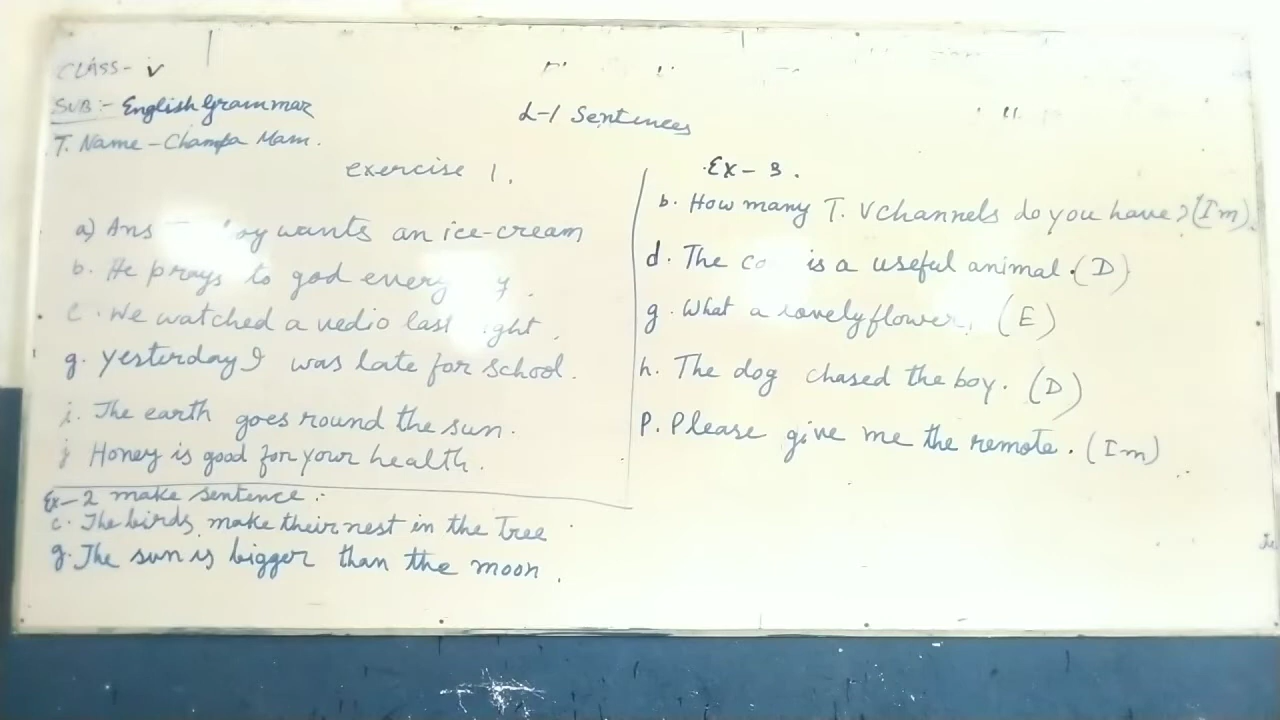 CLASS- V
SUB:- English Grammar
T. Name - Champa Mam.
L-1 Sentences
exercise 1.
a) Ans wants an ice-cream
b. He prays to god every
c. We watched a vedio last
g. yesterday I was late for school.
i. The earth goes round the sun.
j Honey is good for your health.
Ex-2 make sentence:-
c. The birds make their nest in the Tree
g. The sun is bigger than the moon.
Ex- 3.
b. How many T. V channels do you have? (Im).
d. The is a useful animal. (D)
g. What a lovely flower. (E)
h. The dog chased the boy. (D)
P. Please give me the remote. (Im)